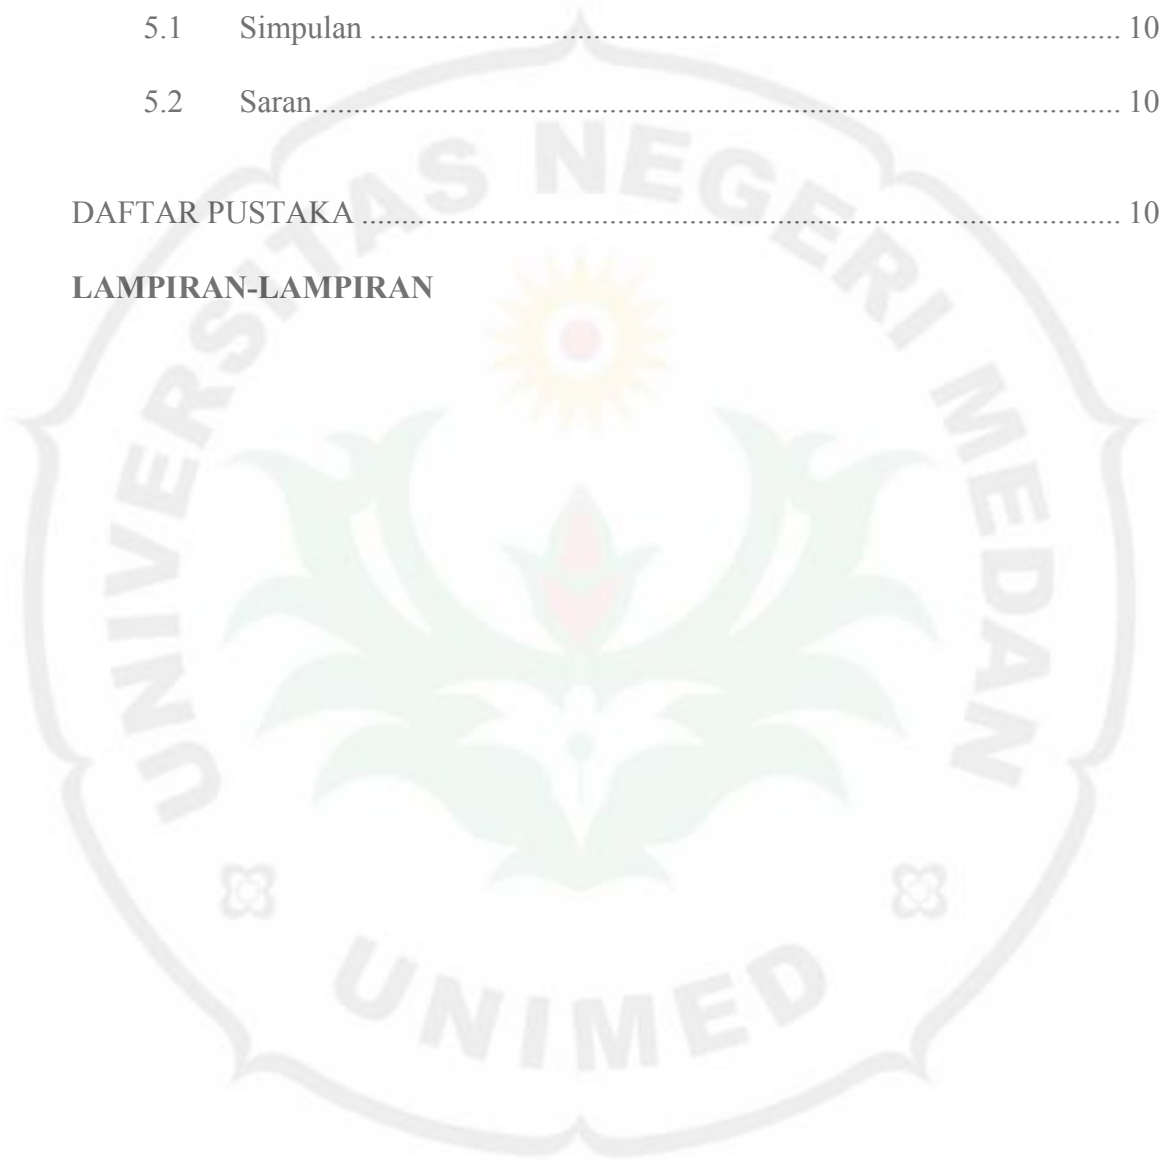 5.1 Simpulan ............................................................................................... 10
5.2 Saran...................................................................................................... 10
DAFTAR PUSTAKA ................................................................................................ 10
LAMPIRAN-LAMPIRAN
UNIVERSITAS NEGERI MEDAN
UNIMED